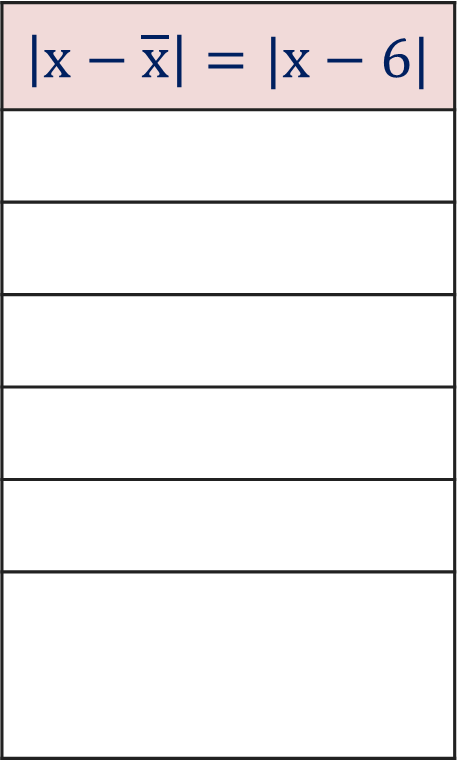 |x − x̅| = |x − 6|